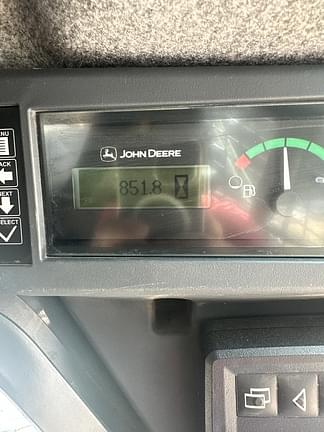 MENU
BACK
NEXT
SELECT
JOHN DEERE
851.8